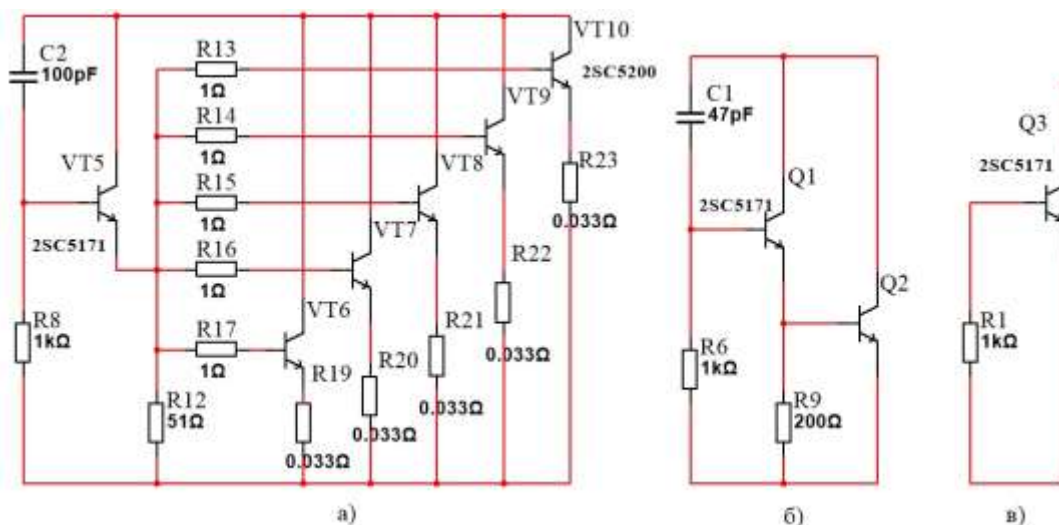 C2
100pF
VT5
2SC5171
R8
1kΩ
R13
1Ω
R14
1Ω
R15
1Ω
R16
1Ω
R17
1Ω
R12
51Ω
VT6
R19
0.033Ω
VT7
R20
0.033Ω
VT8
R21
0.033Ω
VT9
R22
0.033Ω
VT10
2SC5200
R23
0.033Ω
а)
C1
47pF
Q1
2SC5171
Q2
R6
1kΩ
R9
200Ω
б)
Q3
2SC5171
R1
1kΩ
в)